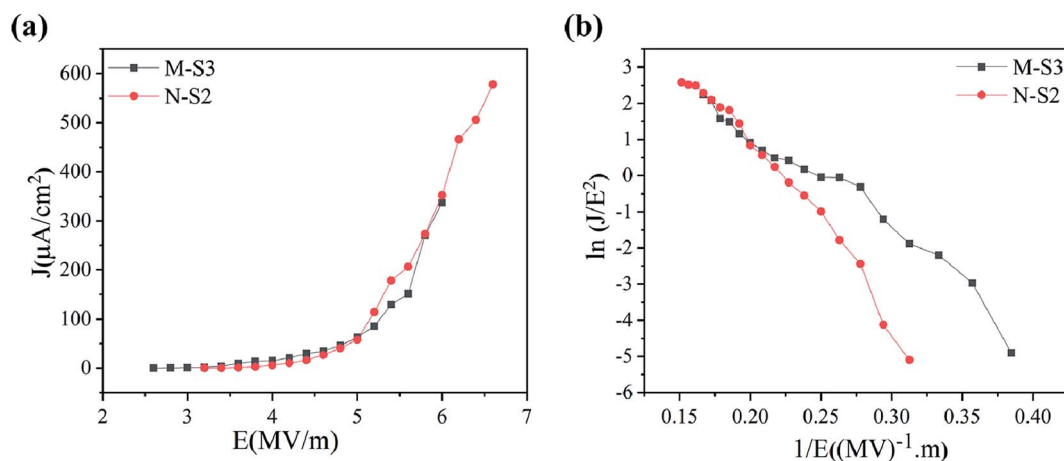 (a)
M-S3
N-S2
600
500
400
300
200
100
0
J(μA/cm²)
2 3 4 5 6 7
E(MV/m)
(b)
M-S3
N-S2
3
2
1
0
-1
-2
-3
-4
-5
-6
ln (J/E²)
0.15 0.20 0.25 0.30 0.35 0.40
1/E((MV)⁻¹.m)